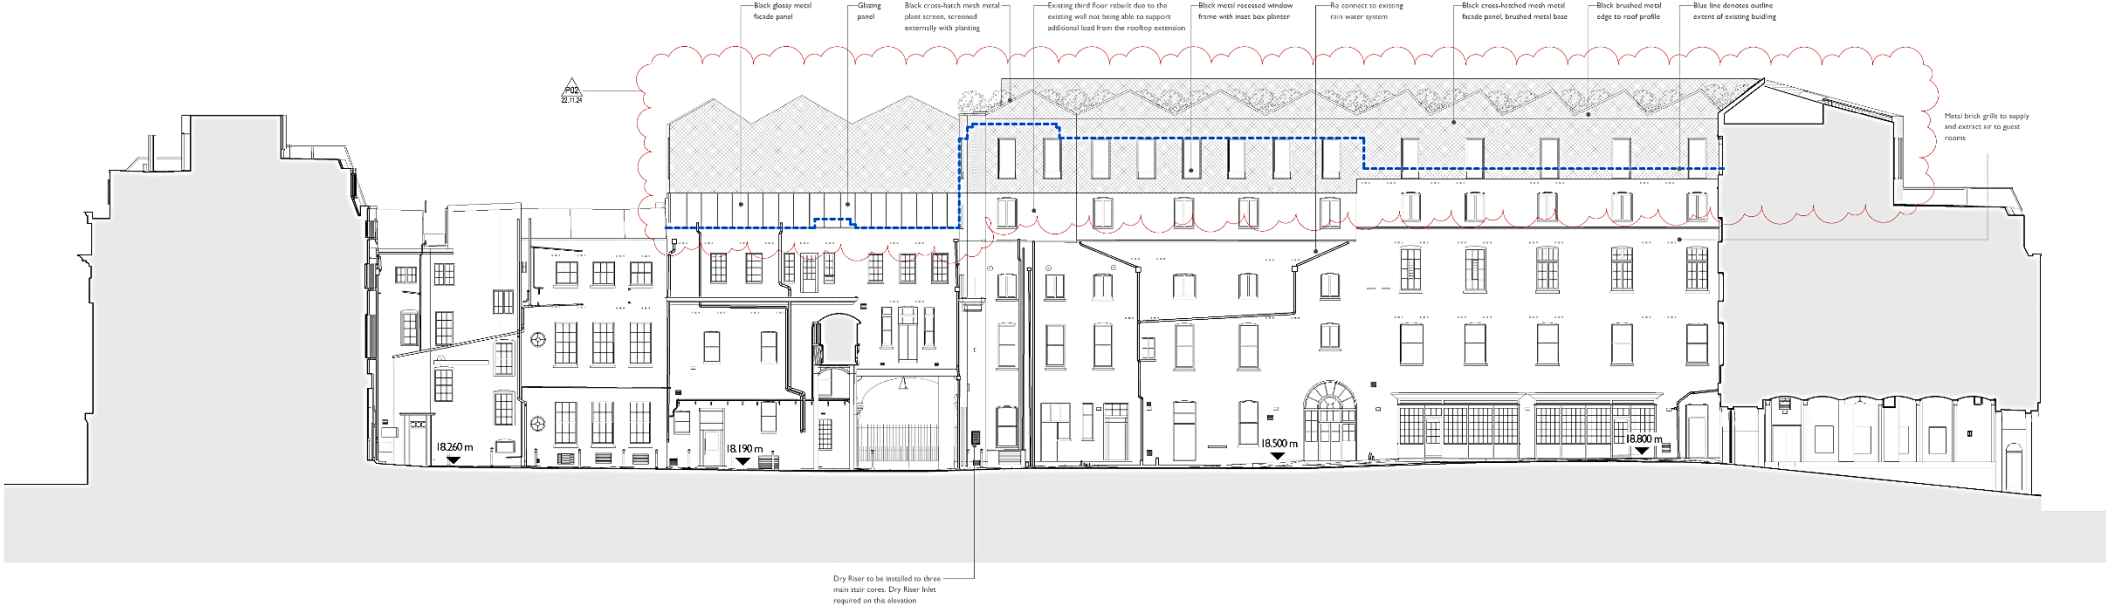 Black glossy metal
facade panel
Glazing
panel
Black cross-hatch mesh metal
plant screen, screened
externally with planting
Existing third floor rebuilt due to the
existing wall not being able to support
additional load from the rooftop extension
Black metal recessed window
frame with inset box planter
Re connect to existing
rain water system
Black cross-hatched mesh metal
facade panel, brushed metal base
Black brushed metal
edge to roof profile
Blue line denotes outline
extent of existing building
P02
22.11.24
Metal brick grills to supply
and extract air to guest
rooms
18.260 m
18.190 m
18.500 m
18.800 m
Dry Riser to be installed to three
main stair cores. Dry Riser Inlet
required on this elevation